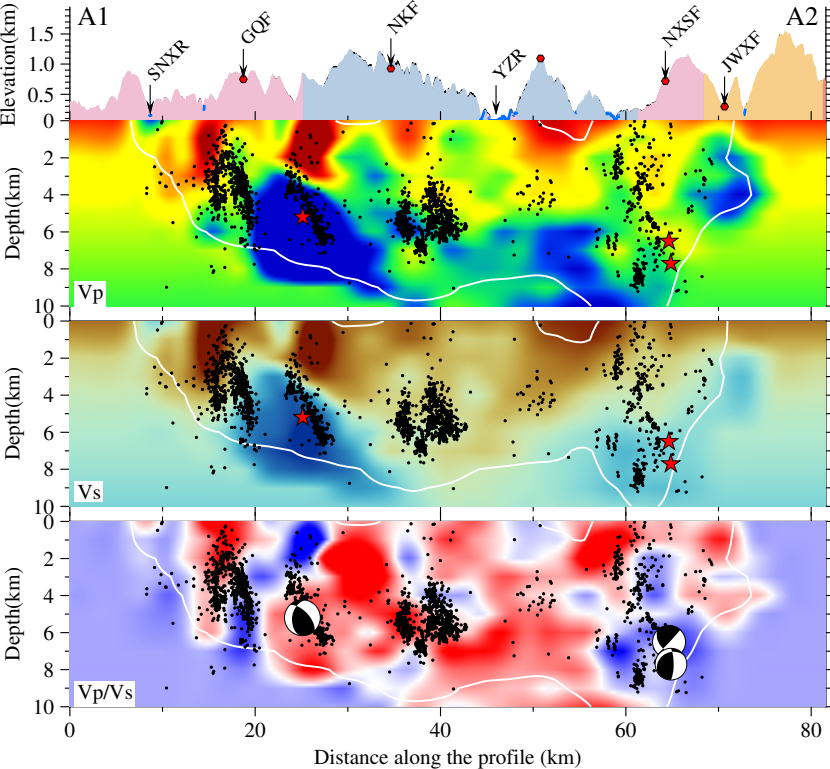 A1
A2
SNXR
GQF
NKF
YZR
NXSF
JWXF
Elevation(km)
1.5
1.0
0.5
0
2
4
6
8
10
Depth(km)
Vp
0
2
4
6
8
10
Depth(km)
Vs
0
2
4
6
8
10
Depth(km)
Vp/Vs
0
20
40
60
80
Distance along the profile (km)